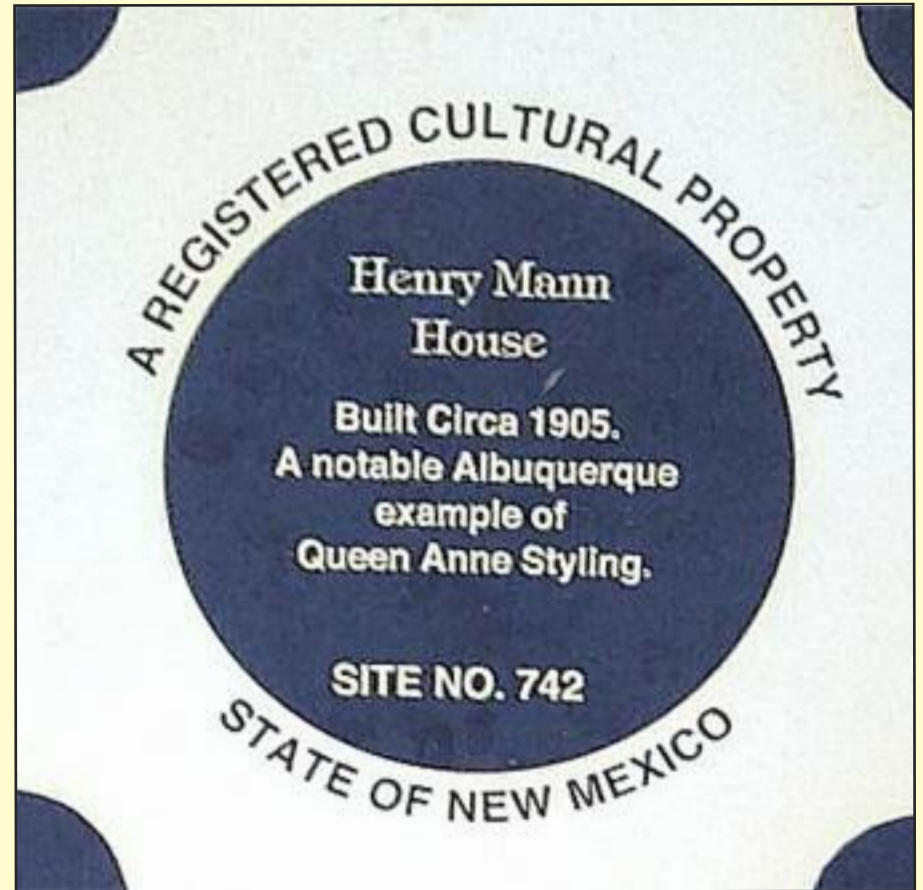 A REGISTERED CULTURAL PROPERTY
Henry Mann
House
Built Circa 1905.
A notable Albuquerque
example of
Queen Anne Styling.
SITE NO. 742
STATE OF NEW MEXICO